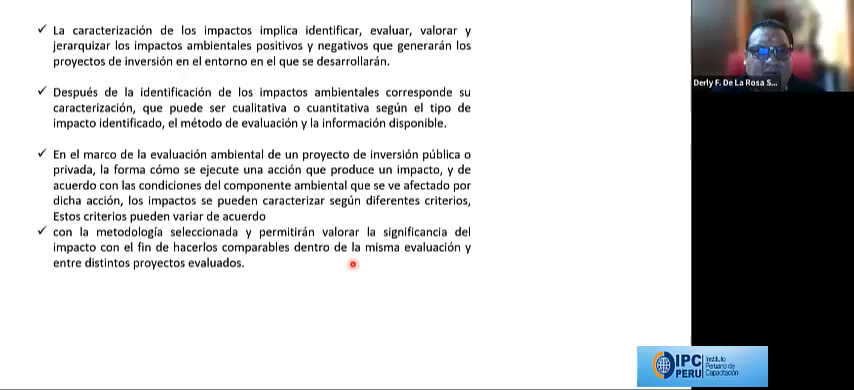 ✓ La caracterización de los impactos implica identificar, evaluar, valorar y
jerarquizar los impactos ambientales positivos y negativos que generarán los
proyectos de inversión en el entorno en el que se desarrollarán.
✓ Después de la identificación de los impactos ambientales corresponde su
caracterización, que puede ser cualitativa o cuantitativa según el tipo de
impacto identificado, el método de evaluación y la información disponible.
✓ En el marco de la evaluación ambiental de un proyecto de inversión pública o
privada, la forma cómo se ejecute una acción que produce un impacto, y de
acuerdo con las condiciones del componente ambiental que se ve afectado por
dicha acción, los impactos se pueden caracterizar según diferentes criterios,
Estos criterios pueden variar de acuerdo
✓ con la metodología seleccionada y permitirán valorar la significancia del
impacto con el fin de hacerlos comparables dentro de la misma evaluación y
entre distintos proyectos evaluados.
Derly F. De La Rosa S...
IPC
PERU
Instituto
Peruano de
Capacitación